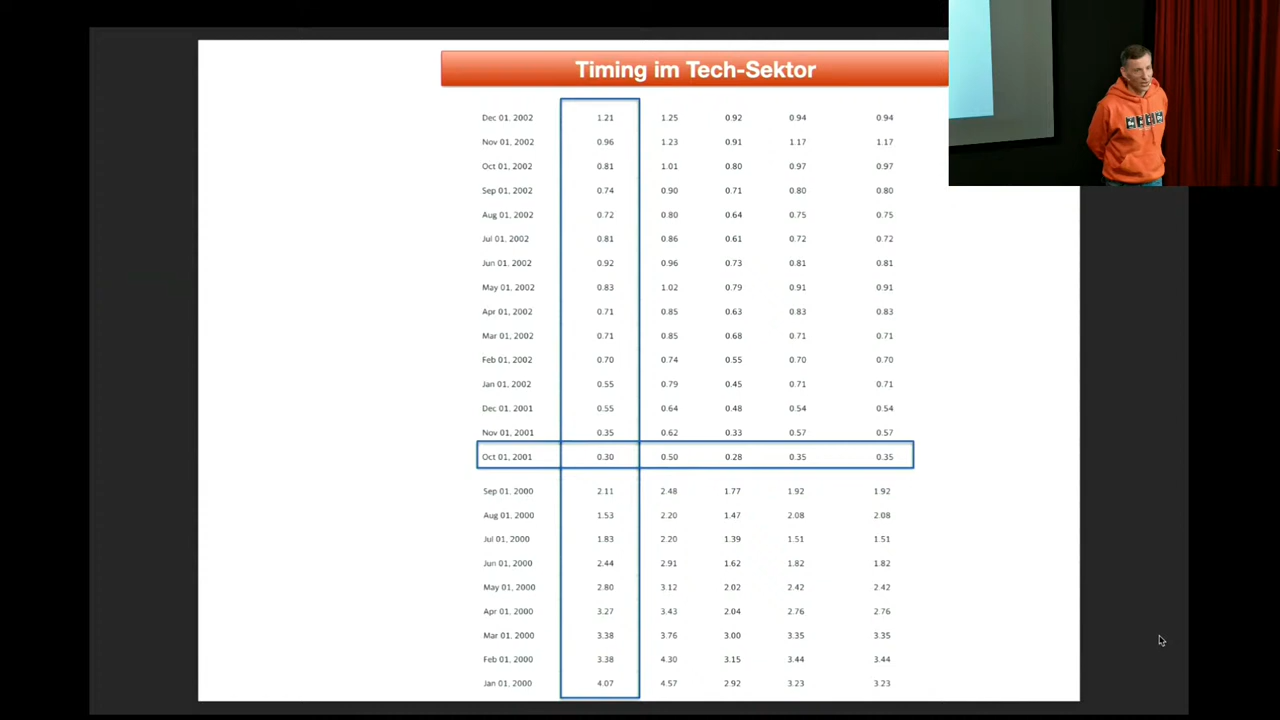 Timing im Tech-Sektor
Dec 01, 2002 1.21 1.25 0.92 0.94 0.94
Nov 01, 2002 0.96 1.23 0.91 1.17 1.17
Oct 01, 2002 0.81 1.01 0.80 0.97 0.97
Sep 01, 2002 0.74 0.90 0.71 0.80 0.80
Aug 01, 2002 0.72 0.80 0.64 0.75 0.75
Jul 01, 2002 0.81 0.86 0.61 0.72 0.72
Jun 01, 2002 0.92 0.96 0.73 0.81 0.81
May 01, 2002 0.83 1.02 0.79 0.91 0.91
Apr 01, 2002 0.71 0.85 0.63 0.83 0.83
Mar 01, 2002 0.71 0.85 0.68 0.71 0.71
Feb 01, 2002 0.70 0.74 0.55 0.70 0.70
Jan 01, 2002 0.55 0.79 0.45 0.71 0.71
Dec 01, 2001 0.55 0.64 0.48 0.54 0.54
Nov 01, 2001 0.35 0.62 0.33 0.57 0.57
Oct 01, 2001 0.30 0.50 0.28 0.35 0.35
Sep 01, 2000 2.11 2.48 1.77 1.92 1.92
Aug 01, 2000 1.53 2.20 1.47 2.08 2.08
Jul 01, 2000 1.83 2.20 1.39 1.51 1.51
Jun 01, 2000 2.44 2.91 1.62 1.82 1.82
May 01, 2000 2.80 3.12 2.02 2.42 2.42
Apr 01, 2000 3.27 3.43 2.04 2.76 2.76
Mar 01, 2000 3.38 3.76 3.00 3.35 3.35
Feb 01, 2000 3.38 4.30 3.15 3.44 3.44
Jan 01, 2000 4.07 4.57 2.92 3.23 3.23